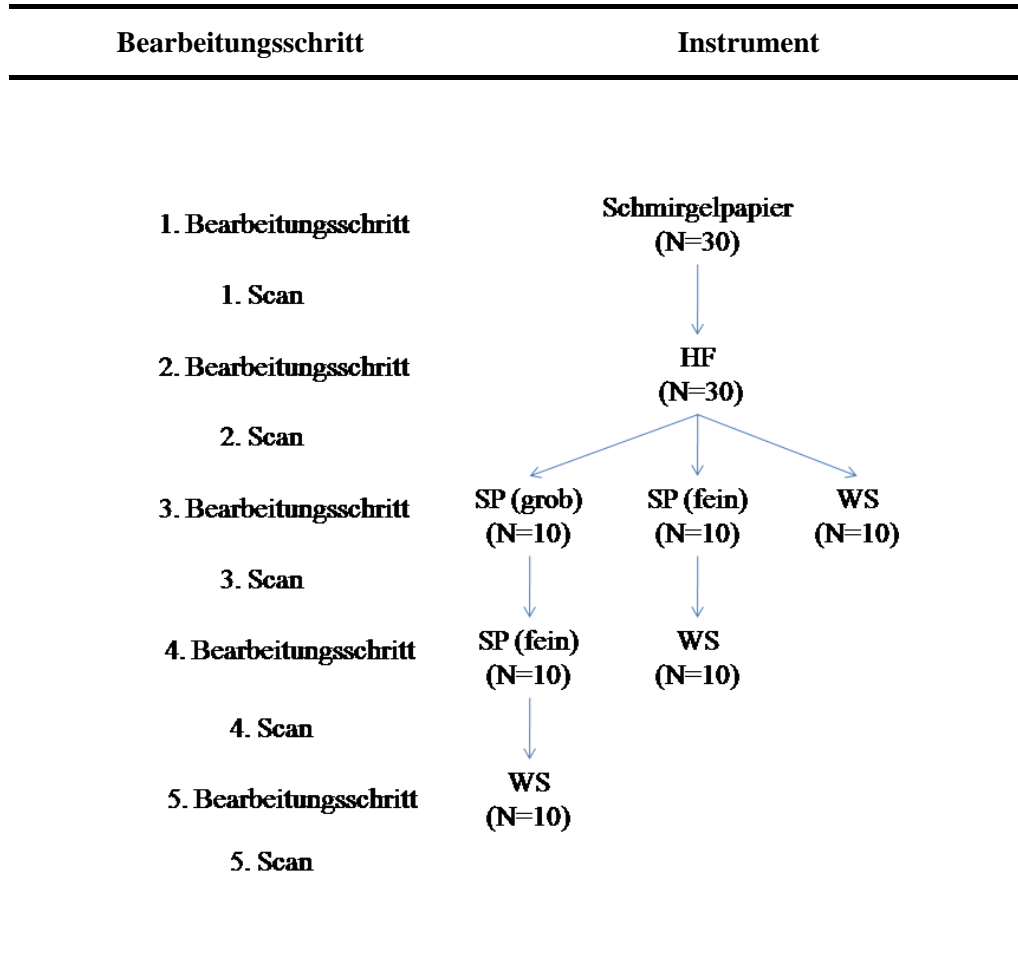 Bearbeitungsschritt Instrument
1. Bearbeitungsschritt Schmirgelpapier
(N=30)
1. Scan
2. Bearbeitungsschritt HF
(N=30)
2. Scan
3. Bearbeitungsschritt SP (grob) SP (fein) WS
(N=10) (N=10) (N=10)
3. Scan
4. Bearbeitungsschritt SP (fein) WS
(N=10) (N=10)
4. Scan
5. Bearbeitungsschritt WS
(N=10)
5. Scan